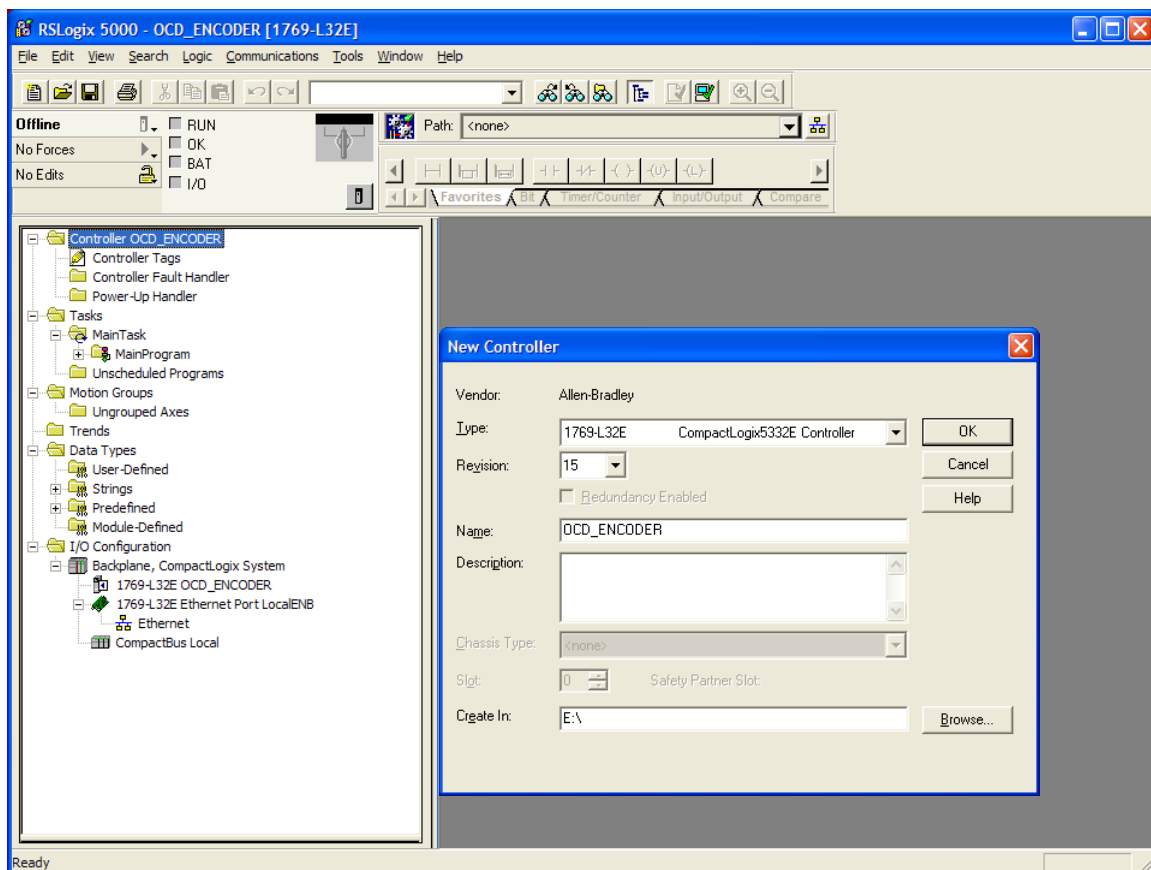 RSLogix 5000 - OCD_ENCODER [1769-L32E]
File Edit View Search Logic Communications Tools Window Help
Offline
RUN
No Forces
OK
BAT
No Edits
I/O
Path: <none>
Favorites Bit Timer/Counter Input/Output Compare
Controller OCD_ENCODER
Controller Tags
Controller Fault Handler
Power-Up Handler
Tasks
MainTask
MainProgram
Unscheduled Programs
Motion Groups
Ungrouped Axes
Trends
Data Types
User-Defined
Strings
Predefined
Module-Defined
I/O Configuration
Backplane, CompactLogix System
1769-L32E OCD_ENCODER
1769-L32E Ethernet Port LocalENB
Ethernet
CompactBus Local
New Controller
Vendor: Allen-Bradley
Type: 1769-L32E CompactLogix5332E Controller
OK
Revision: 15
Cancel
Redundancy Enabled
Help
Name: OCD_ENCODER
Description:
Chassis Type: <none>
Slot: 0 Safety Partner Slot:
Create In: E:\
Browse...
Ready